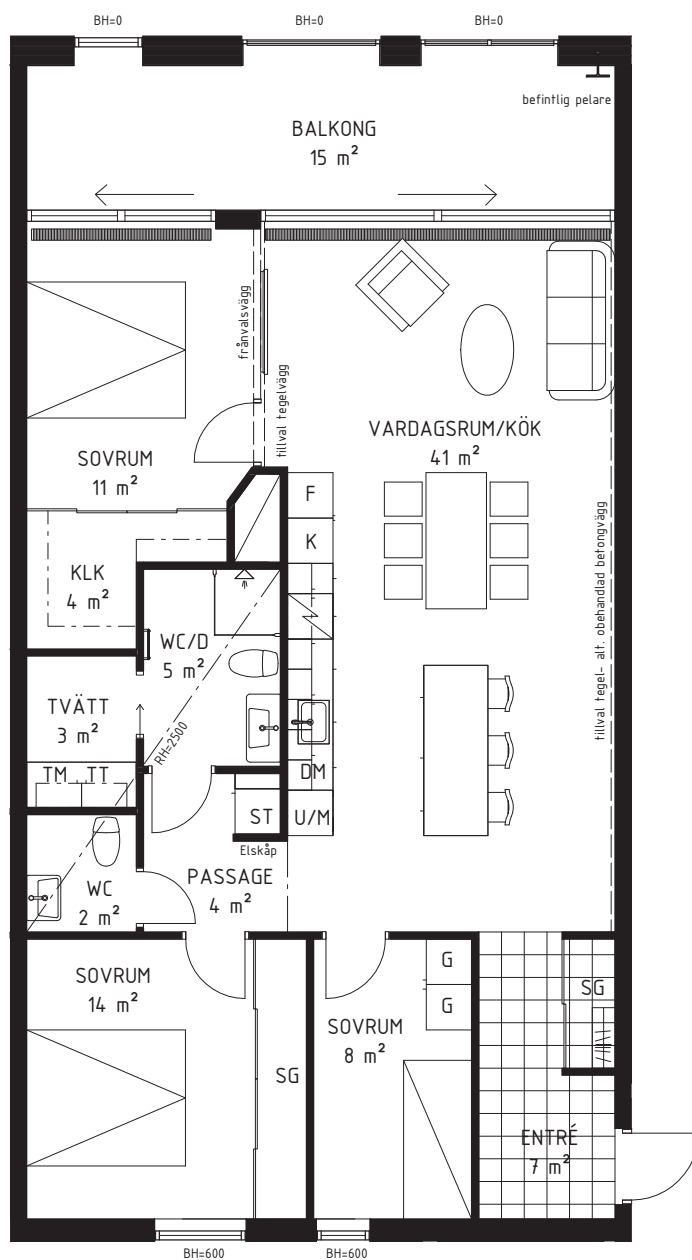 BH=0
BH=0
BH=0
befintlig pelare
BALKONG
15 m²
frånvalsvägg
tillval tegelvägg
VARDAGSRUM/KÖK
41 m²
SOVRUM
11 m²
F
K
KLK
4 m²
WC/D
5 m²
tillval tegel- alt. obehandlad betongvägg
TVÄTT
3 m²
RH=2500
TM
TT
DM
ST
U/M
Elskåp
WC
2 m²
PASSAGE
4 m²
SOVRUM
14 m²
G
G
SG
SOVRUM
8 m²
SG
ENTRÉ
7 m²
BH=600
BH=600